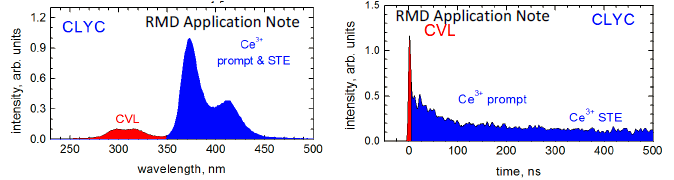 RMD Application Note
CLYC
Ce3+
prompt & STE
CVL
intensity, arb. units
1.2
0.9
0.6
0.3
0.0
250 300 350 400 450 500
wavelength, nm
RMD Application Note
CVL
CLYC
Ce3+ prompt
Ce3+ STE
intensity, arb. units
1.5
1.0
0.5
0.0
0 100 200 300 400 500
time, ns